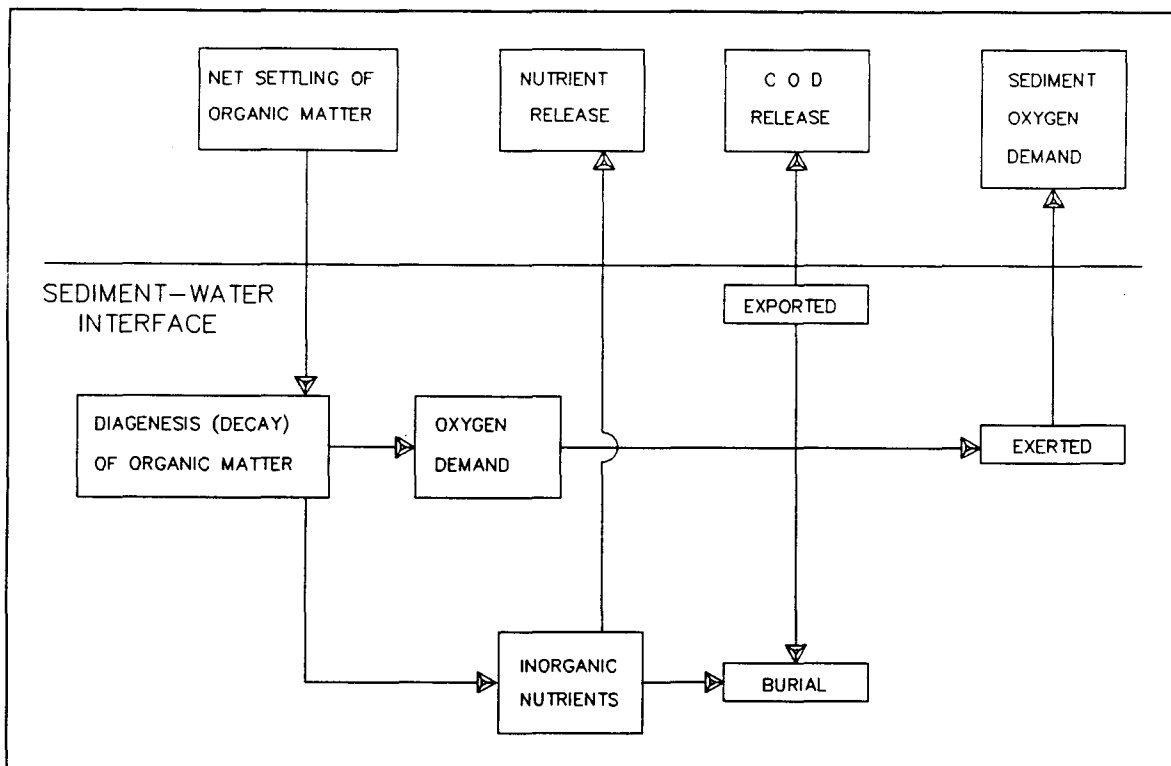 NET SETTLING OF
ORGANIC MATTER
NUTRIENT
RELEASE
C O D
RELEASE
SEDIMENT
OXYGEN
DEMAND
SEDIMENT-WATER
INTERFACE
EXPORTED
DIAGENESIS (DECAY)
OF ORGANIC MATTER
OXYGEN
DEMAND
EXERTED
INORGANIC
NUTRIENTS
BURIAL